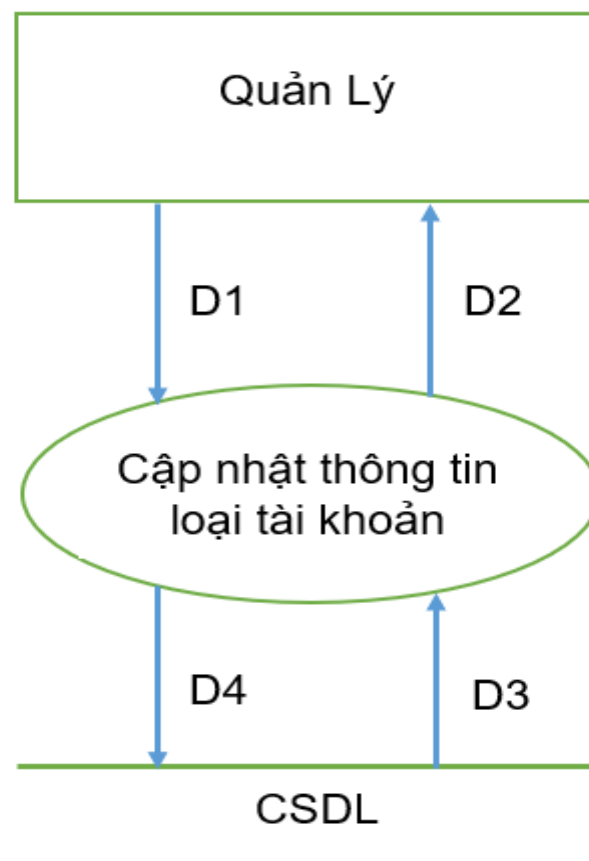 Quản Lý
D1
D2
Cập nhật thông tin
loại tài khoản
D4
D3
CSDL